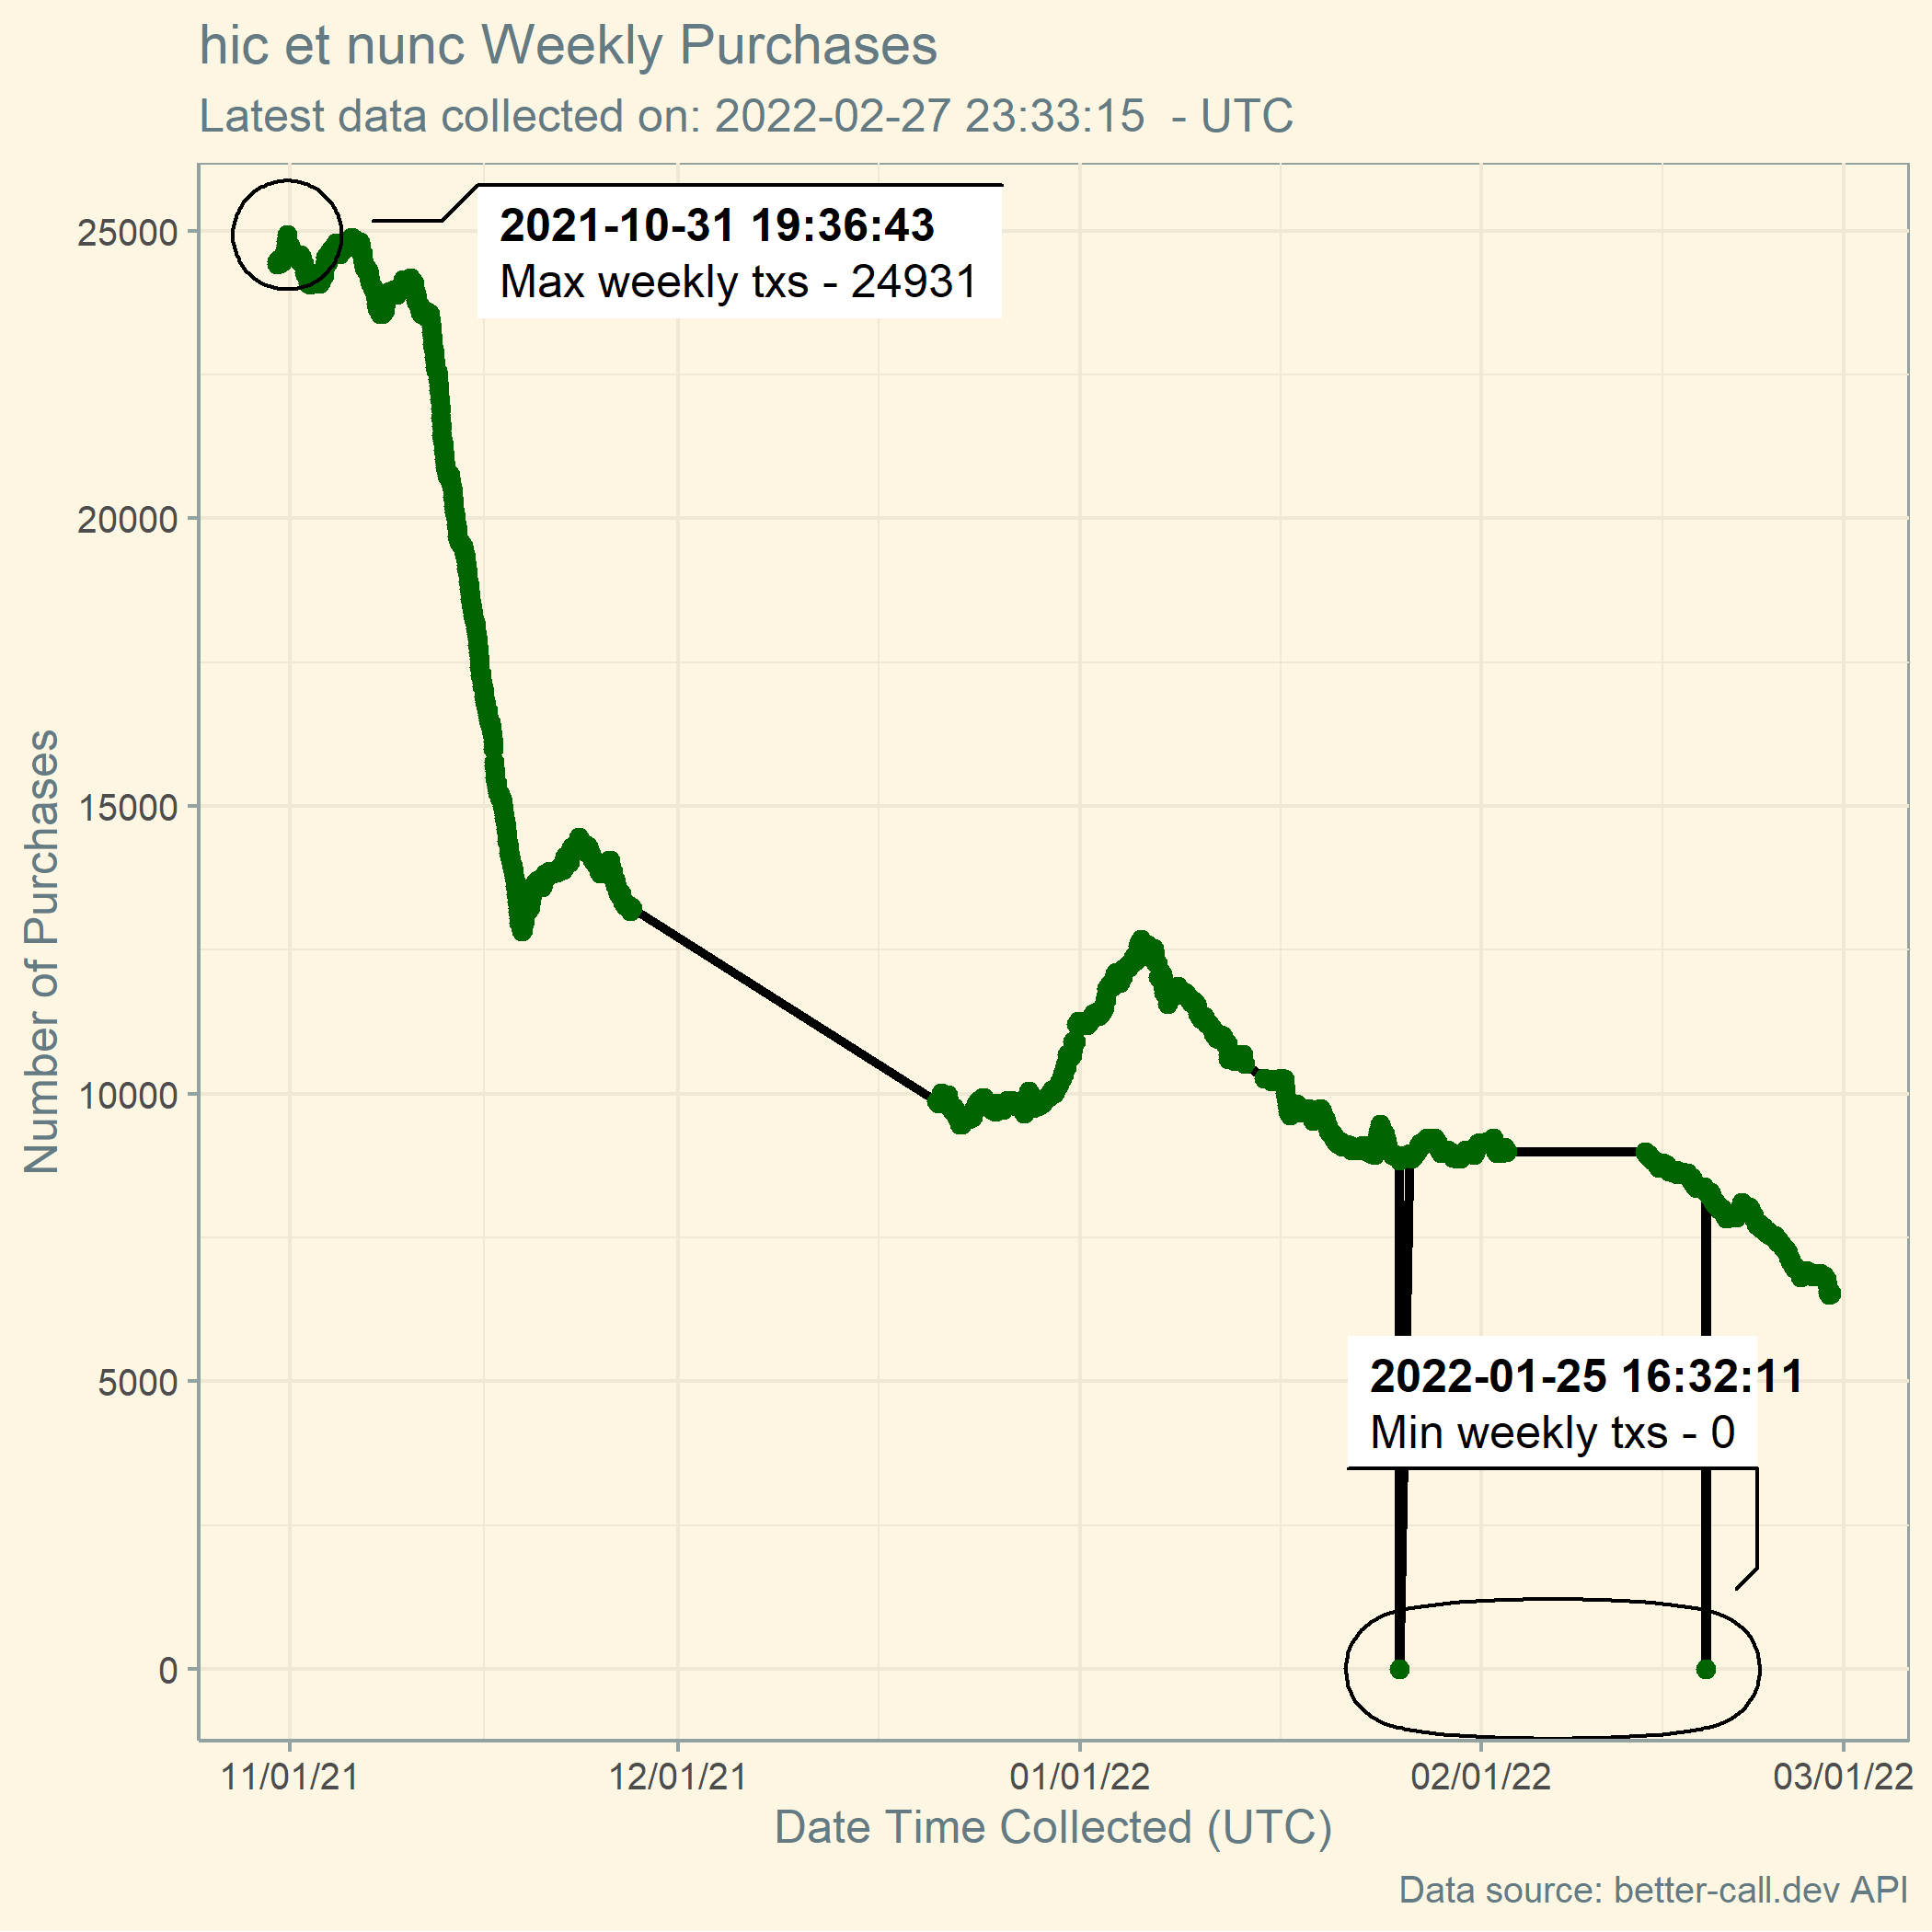 hic et nunc Weekly Purchases
Latest data collected on: 2022-02-27 23:33:15  - UTC
2021-10-31 19:36:43
Max weekly txs - 24931
25000
20000
15000
10000
5000
0
Number of Purchases
2022-01-25 16:32:11
Min weekly txs - 0
11/01/21
12/01/21
01/01/22
02/01/22
03/01/22
Date Time Collected (UTC)
Data source: better-call.dev API